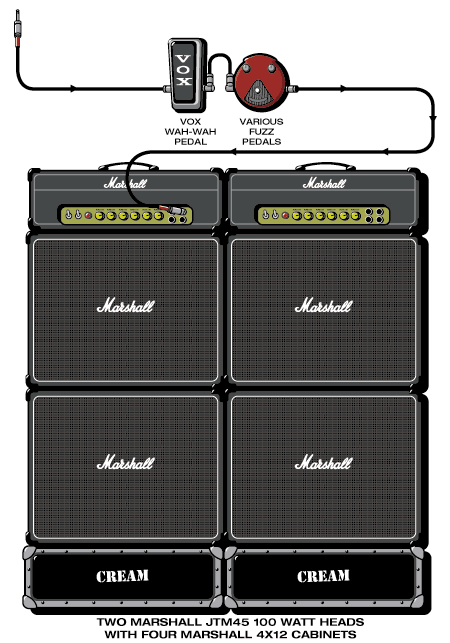 VOX
VOX
WAH-WAH
PEDAL
VARIOUS
FUZZ
PEDALS
Marshall
Marshall
Marshall
Marshall
Marshall
Marshall
CREAM
CREAM
TWO MARSHALL JTM45 100 WATT HEADS
WITH FOUR MARSHALL 4X12 CABINETS